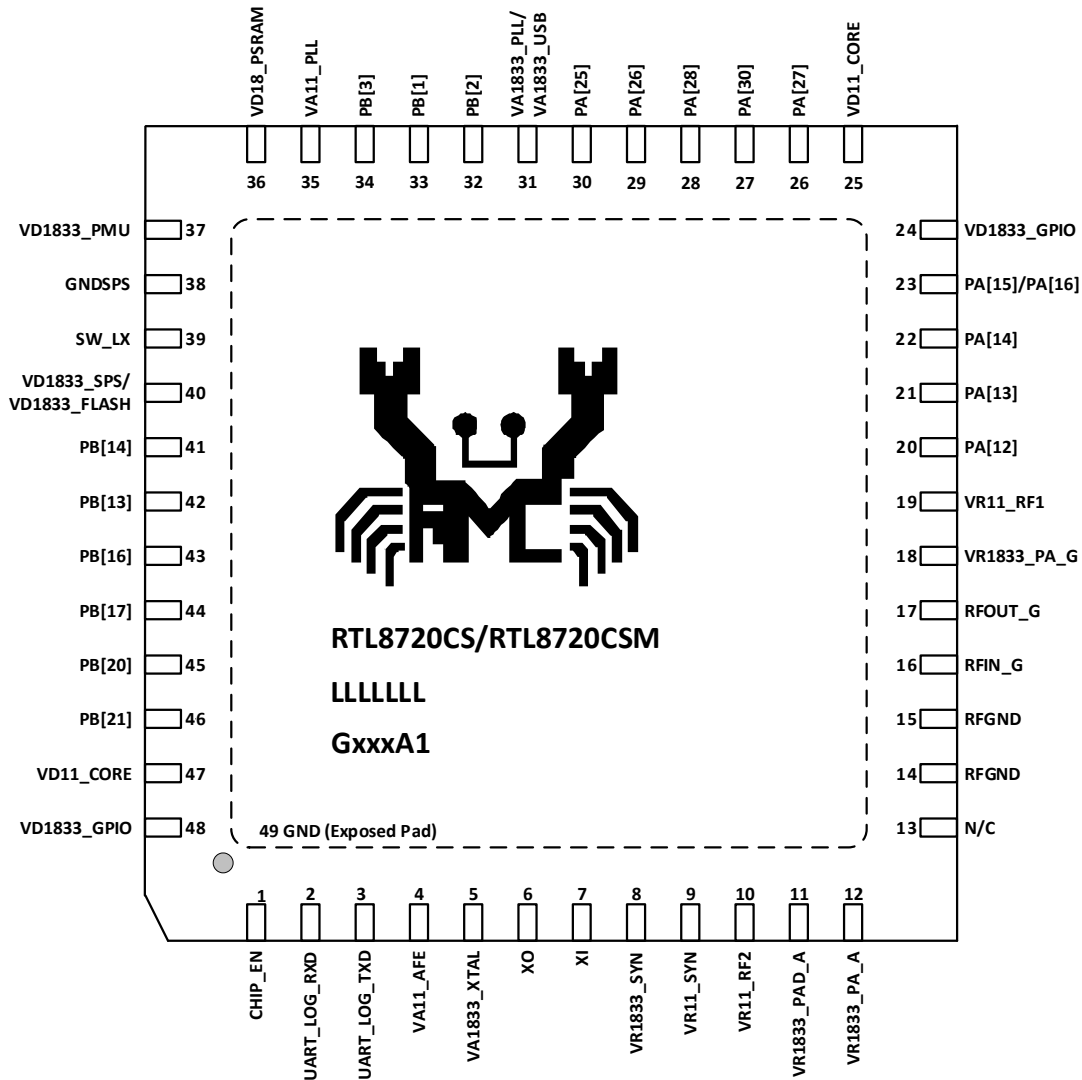 VD18_PSRAM
VA11_PLL
PB[3]
PB[1]
PB[2]
VA1833_PLL/
VA1833_USB
PA[25]
PA[26]
PA[28]
PA[30]
PA[27]
VD11_CORE
36 35 34 33 32 31 30 29 28 27 26 25
VD1833_PMU 37
GNDSPS 38
SW_LX 39
VD1833_SPS/
VD1833_FLASH 40
PB[14] 41
PB[13] 42
PB[16] 43
PB[17] 44
PB[20] 45
PB[21] 46
VD11_CORE 47
VD1833_GPIO 48
24 VD1833_GPIO
23 PA[15]/PA[16]
22 PA[14]
21 PA[13]
20 PA[12]
19 VR11_RF1
18 VR1833_PA_G
17 RFOUT_G
16 RFIN_G
15 RFGND
14 RFGND
13 N/C
RTL8720CS/RTL8720CSM
LLLLLLL
GxxxA1
49 GND (Exposed Pad)
1 2 3 4 5 6 7 8 9 10 11 12
CHIP_EN
UART_LOG_RXD
UART_LOG_TXD
VA11_AFE
VA1833_XTAL
XO
XI
VR1833_SYN
VR11_SYN
VR11_RF2
VR1833_PAD_A
VR1833_PA_A